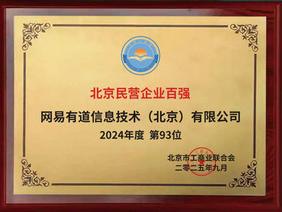 北京民营企业百强
网易有道信息技术（北京）有限公司
2024年度 第93位
北京市工商业联合会
二〇二五年九月